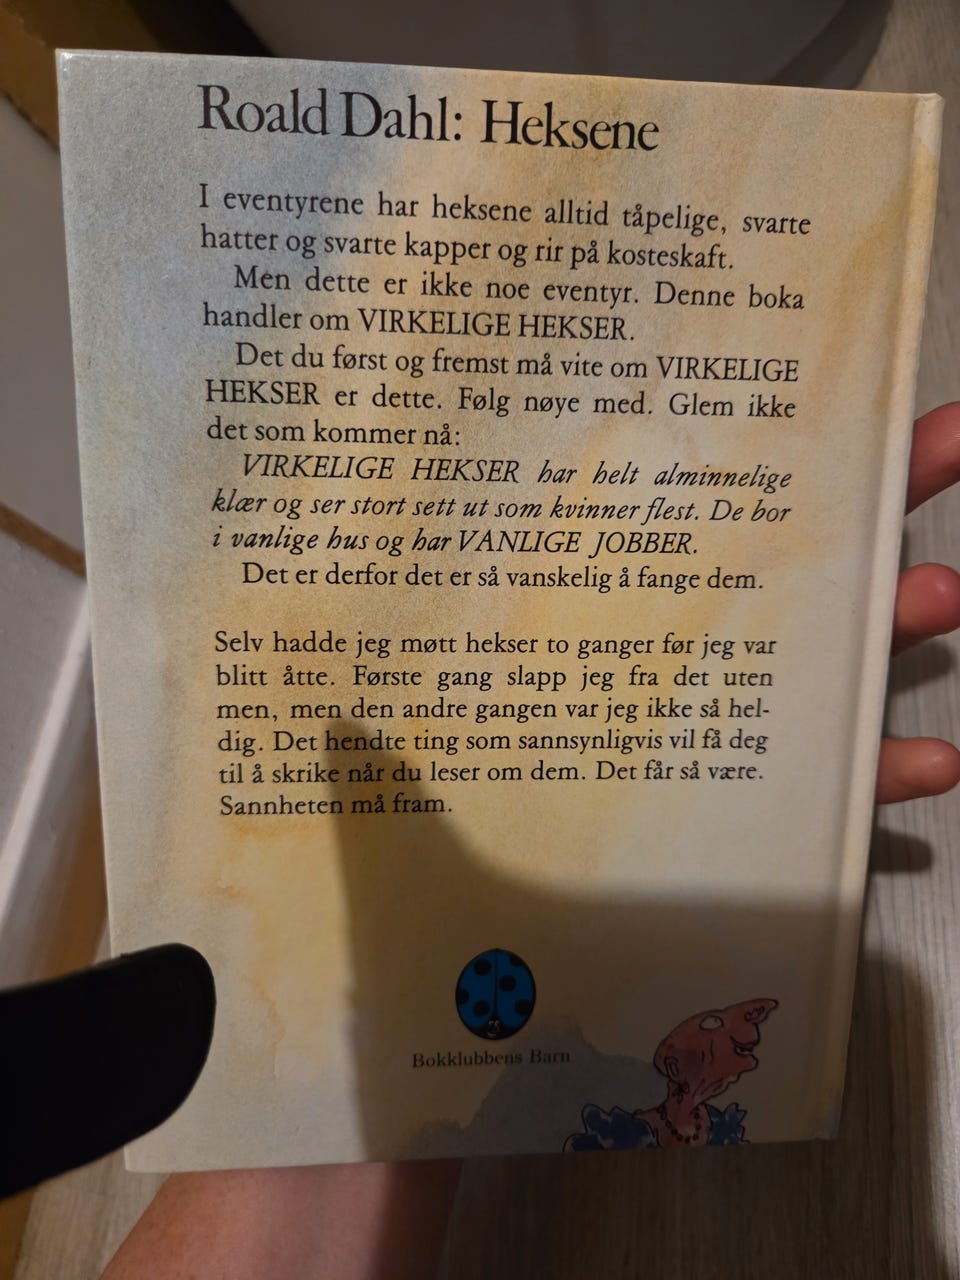 Roald Dahl: Heksene
I eventyrene har heksene alltid tåpelige, svarte
hatter og svarte kapper og rir på kosteskaft.
Men dette er ikke noe eventyr. Denne boka
handler om VIRKELIGE HEKSER.
Det du først og fremst må vite om VIRKELIGE
HEKSER er dette. Følg nøye med. Glem ikke
det som kommer nå:
VIRKELIGE HEKSER har helt alminnelige
klær og ser stort sett ut som kvinner flest. De bor
i vanlige hus og har VANLIGE JOBBER.
Det er derfor det er så vanskelig å fange dem.
Selv hadde jeg møtt hekser to ganger før jeg var
blitt åtte. Første gang slapp jeg fra det uten
men, men den andre gangen var jeg ikke så hel-
dig. Det hendte ting som sannsynligvis vil få deg
til å skrike når du leser om dem. Det får så være.
Sannheten må fram.
Bokklubbens Barn